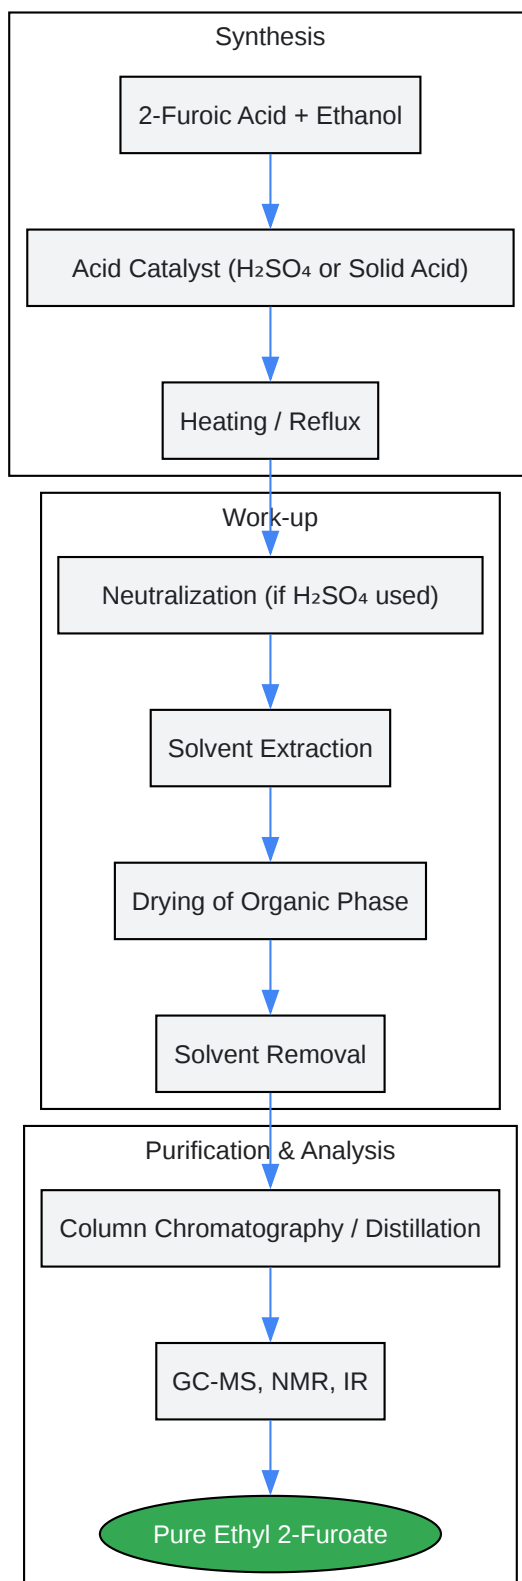 Synthesis
2-Furoic Acid + Ethanol
Acid Catalyst (H₂SO₄ or Solid Acid)
Heating / Reflux
Work-up
Neutralization (if H₂SO₄ used)
Solvent Extraction
Drying of Organic Phase
Solvent Removal
Purification & Analysis
Column Chromatography / Distillation
GC-MS, NMR, IR
Pure Ethyl 2-Furoate